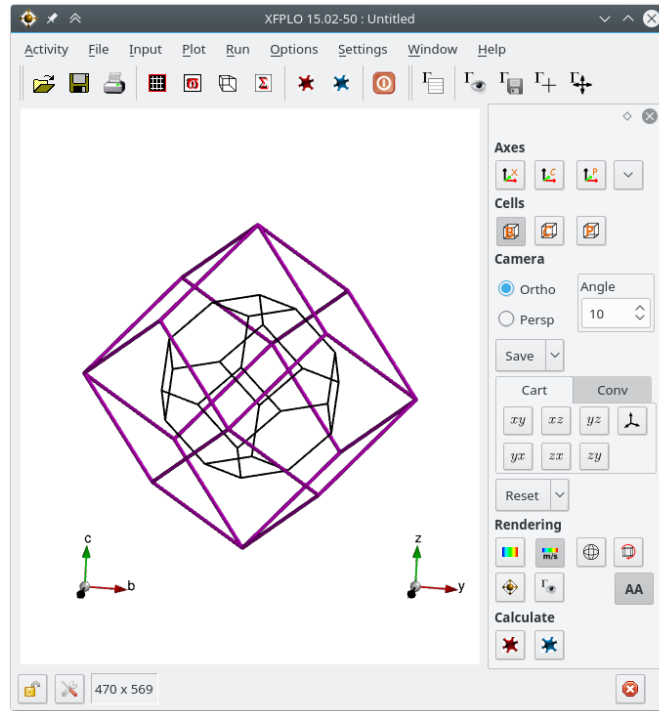 XFPLO 15.02-50 : Untitled
Activity File Input Plot Run Options Settings Window Help
ω Σ Γ Γ Γ Γ Γ
Axes
X C P
Cells
B C P
Camera
Ortho Angle
10
Persp
Save
Cart Conv
xy xz yz
yx zx zy
Reset
Rendering
m/s
Γ AA
Calculate
c z
b y
470 x 569